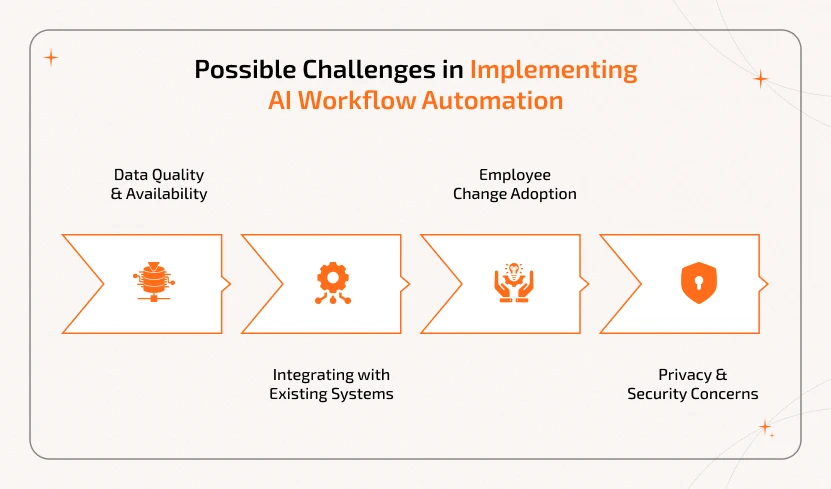 Possible Challenges in Implementing
AI Workflow Automation
Data Quality
& Availability
Integrating with
Existing Systems
Employee
Change Adoption
Privacy &
Security Concerns